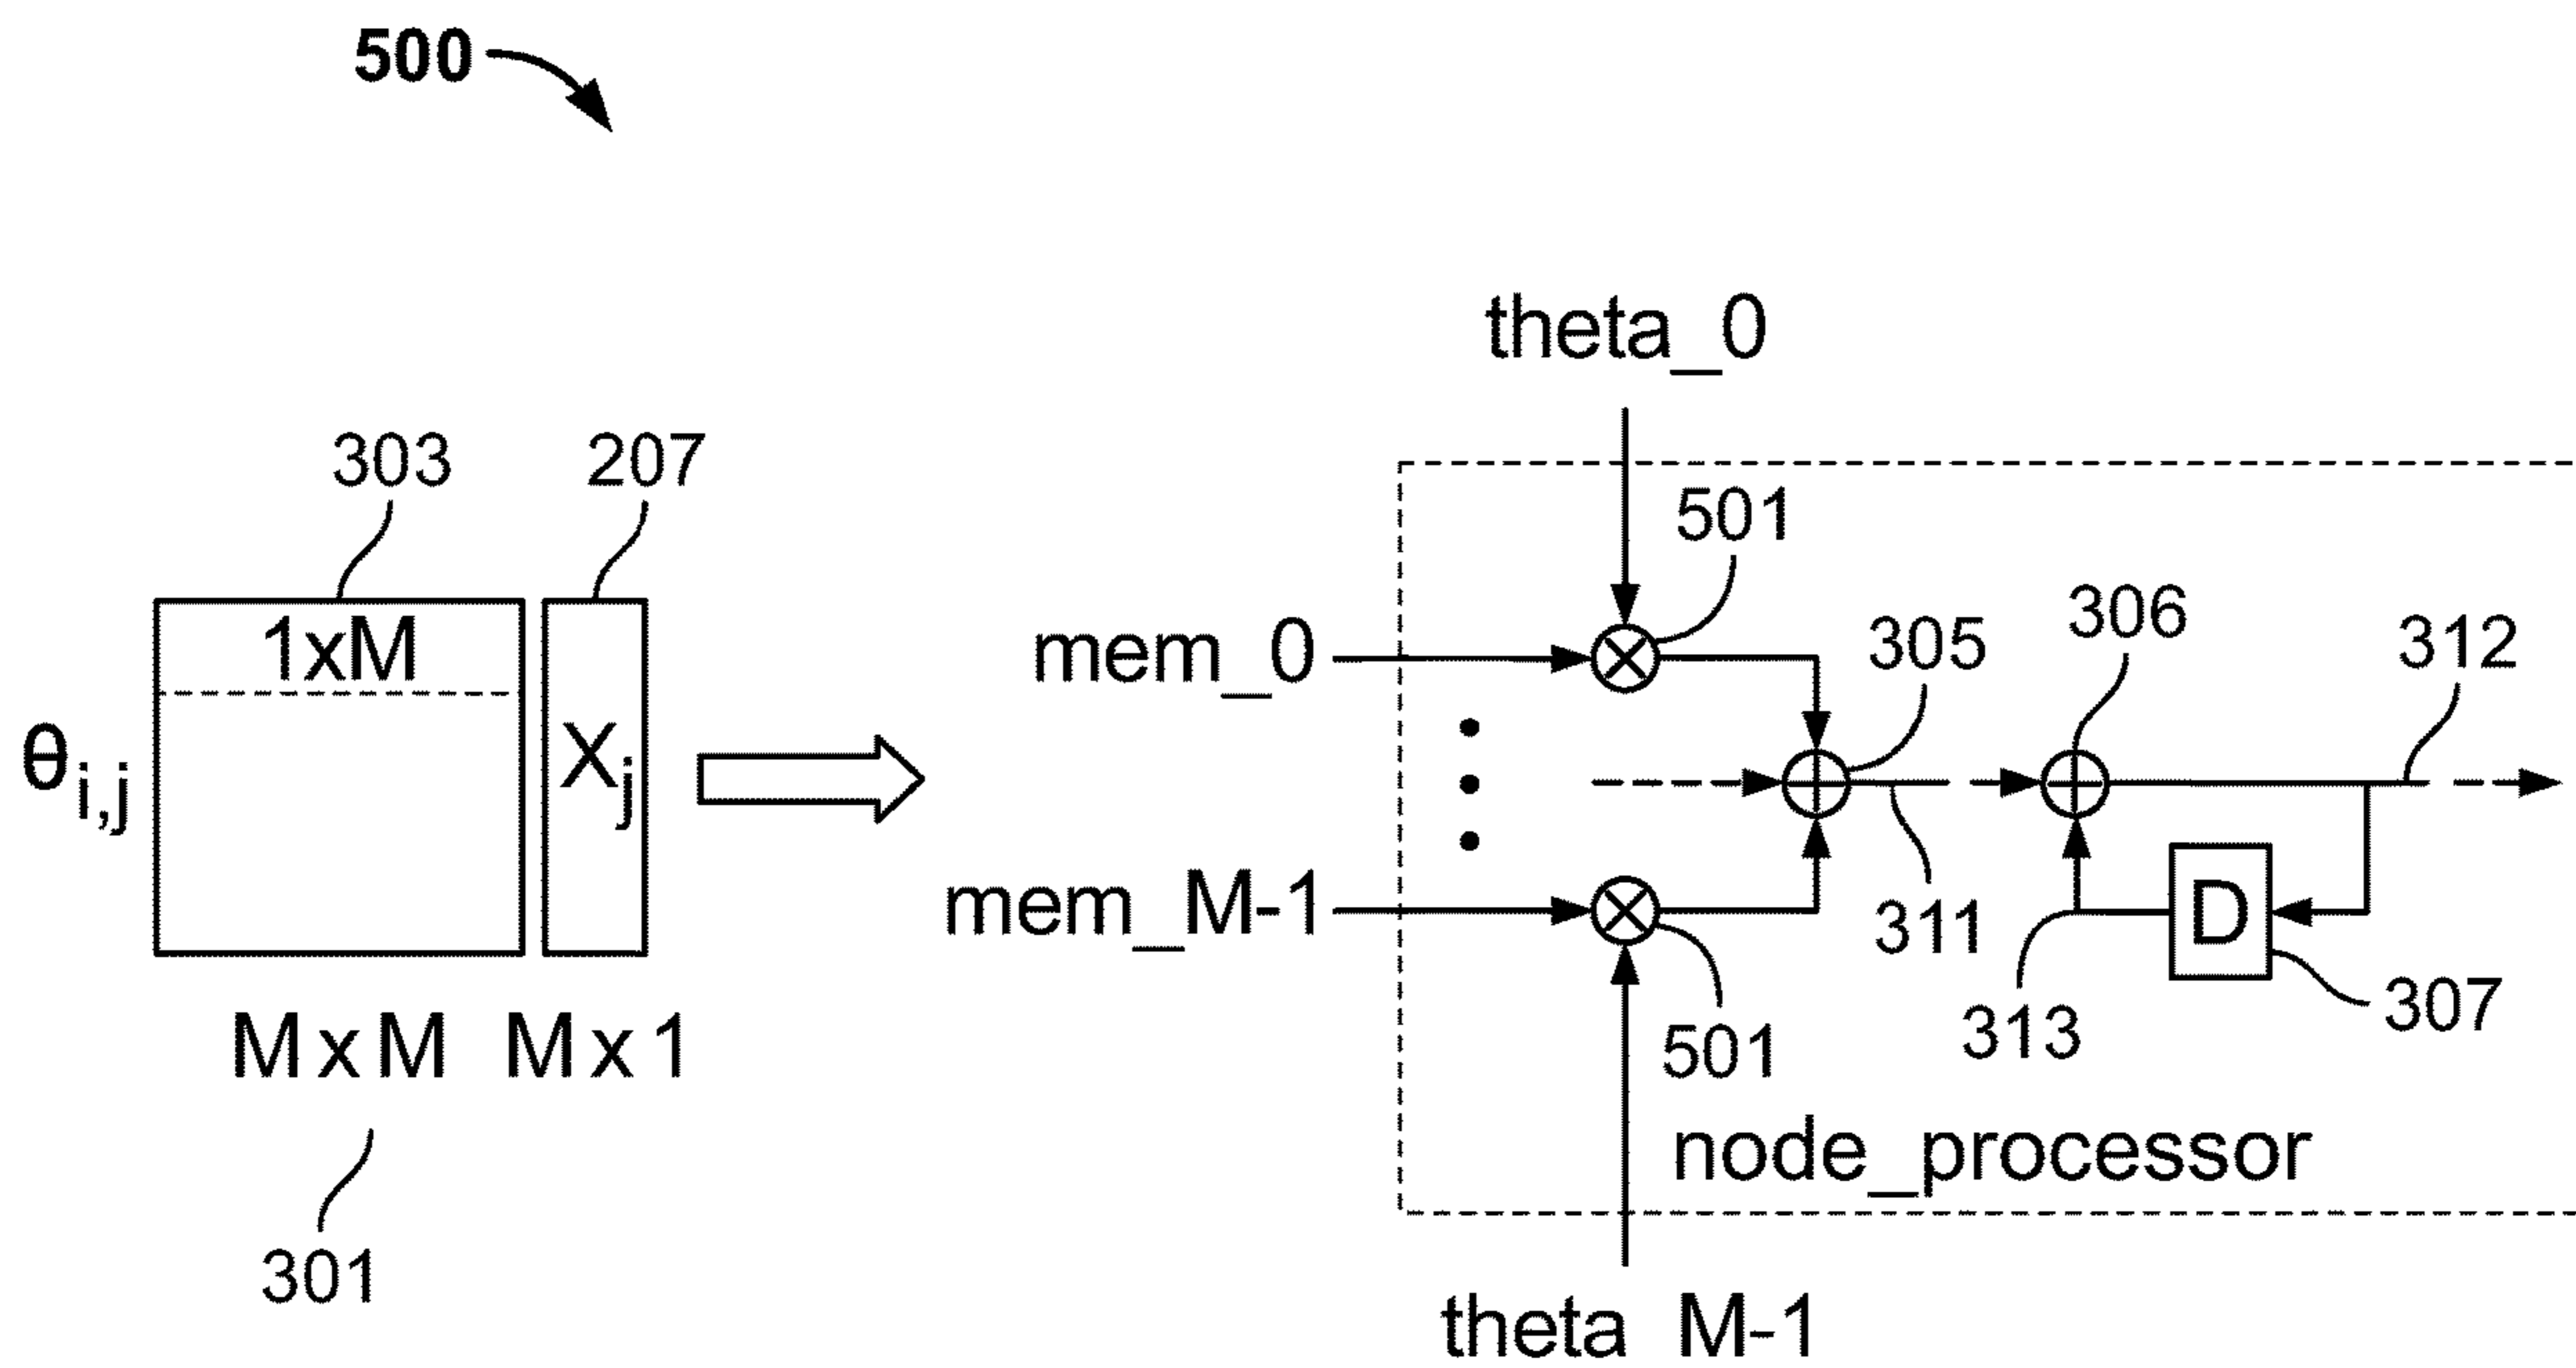 500
theta_0
303
207
501
1xM
mem_0
305
306
312
θi,j
Xj
mem_M-1
311
D
313
307
M x M
M x 1
501
node_processor
301
theta_M-1